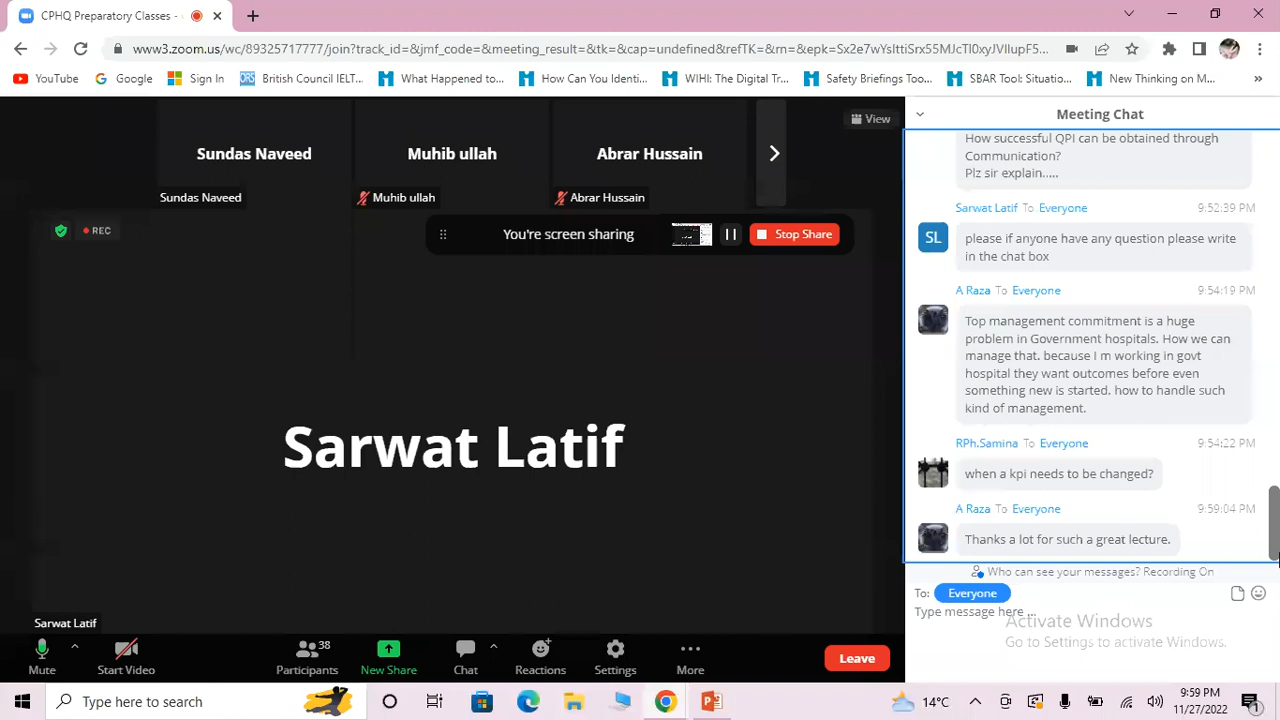 CPHQ Preparatory Classes -
www3.zoom.us/wc/89325717777/join?track_id=&jmf_code=&meeting_result=&tk=&cap=undefined&refTK=&rn=&epk=Sx2e7wYsIttiSrx55MJcTl0xyJVIlupF5...
YouTube
Google
Sign In
British Council IELT...
What Happened to...
How Can You Identi...
WIHI: The Digital Tr...
Safety Briefings Too...
SBAR Tool: Situatio...
New Thinking on M...
»
Sundas Naveed
Muhib ullah
Abrar Hussain
View
Sundas Naveed
Muhib ullah
Abrar Hussain
REC
You're screen sharing
Stop Share
Sarwat Latif
Sarwat Latif
Mute
Start Video
38
Participants
New Share
Chat
Reactions
Settings
More
Leave
Meeting Chat
How successful QPI can be obtained through
Communication?
Plz sir explain.....
Sarwat Latif To Everyone
9:52:39 PM
SL
please if anyone have any question please write
in the chat box
A Raza To Everyone
9:54:19 PM
Top management commitment is a huge
problem in Government hospitals. How we can
manage that. because I m working in govt
hospital they want outcomes before even
something new is started. how to handle such
kind of management.
RPh.Samina To Everyone
9:54:22 PM
when a kpi needs to be changed?
A Raza To Everyone
9:59:04 PM
Thanks a lot for such a great lecture.
Who can see your messages? Recording On
To: Everyone
Type message here ...
Activate Windows
Go to Settings to activate Windows.
Type here to search
14°C
9:59 PM
11/27/2022
1